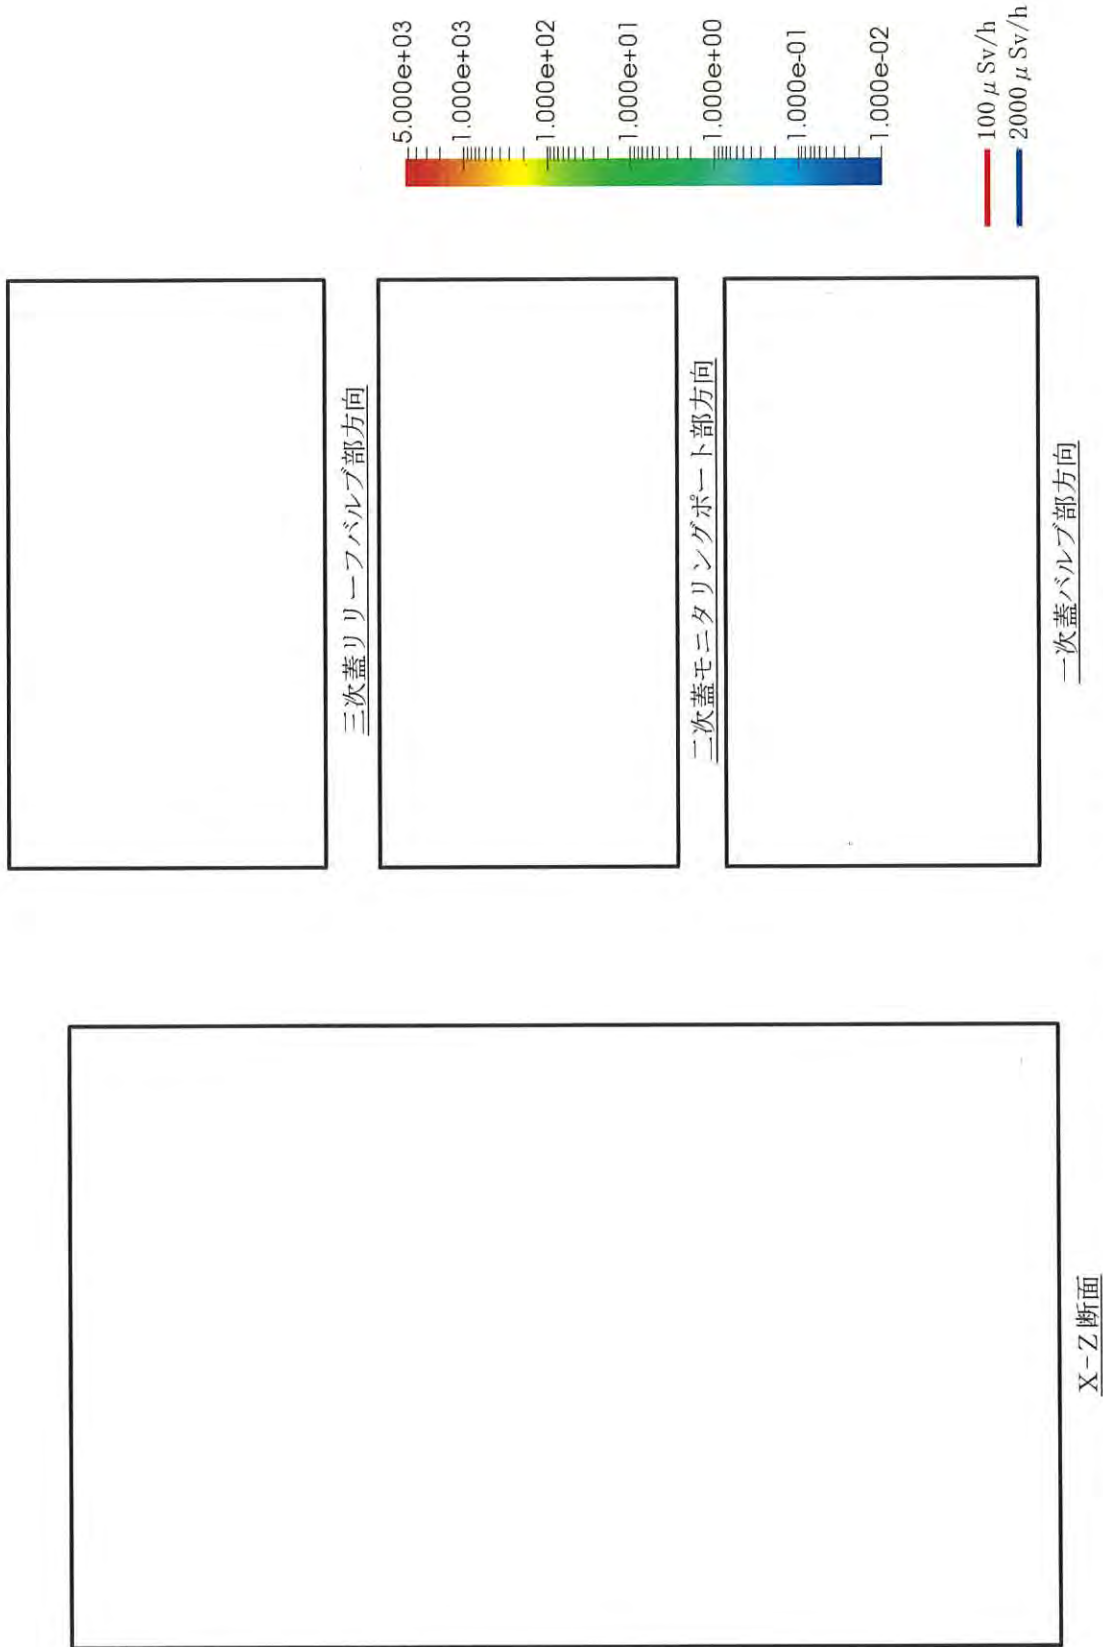 5.000e+03
1.000e+03
1.000e+02
1.000e+01
1.000e+00
1.000e-01
1.000e-02
100 μ Sv/h
2000 μ Sv/h
三次蓋リリーフバルブ部方向
二次蓋モニタリングポート部方向
一次蓋バルブ部方向
X-Z 断面